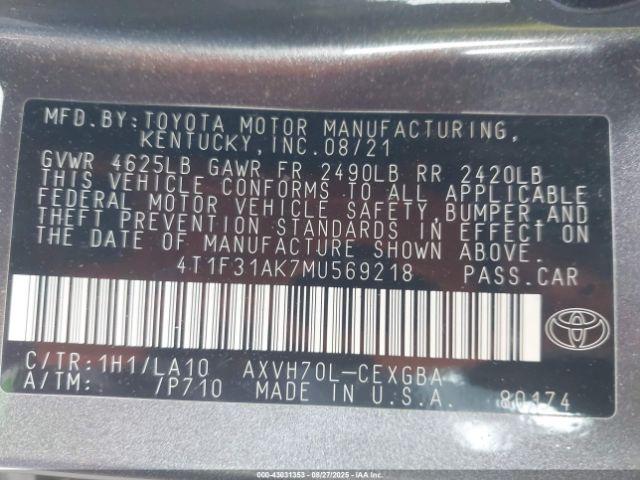 MFD.BY:TOYOTA MOTOR MANUFACTURING,
KENTUCKY,INC.08/21
GVWR 4625LB GAWR FR 2490LB RR 2420LB
THIS VEHICLE CONFORMS TO ALL APPLICABLE
FEDERAL MOTOR VEHICLE SAFETY,BUMPER,AND
THEFT PREVENTION STANDARDS IN EFFECT ON
THE DATE OF MANUFACTURE SHOWN ABOVE.
4T1F31AK7MU569218 PASS.CAR
C/TR:1H1/LA10 AXVH70L-CEXGBA
A/TM: /P710 MADE IN U.S.A. 80174
000-43031353 | 08/27/2025 | Copyright © IAA, LLC